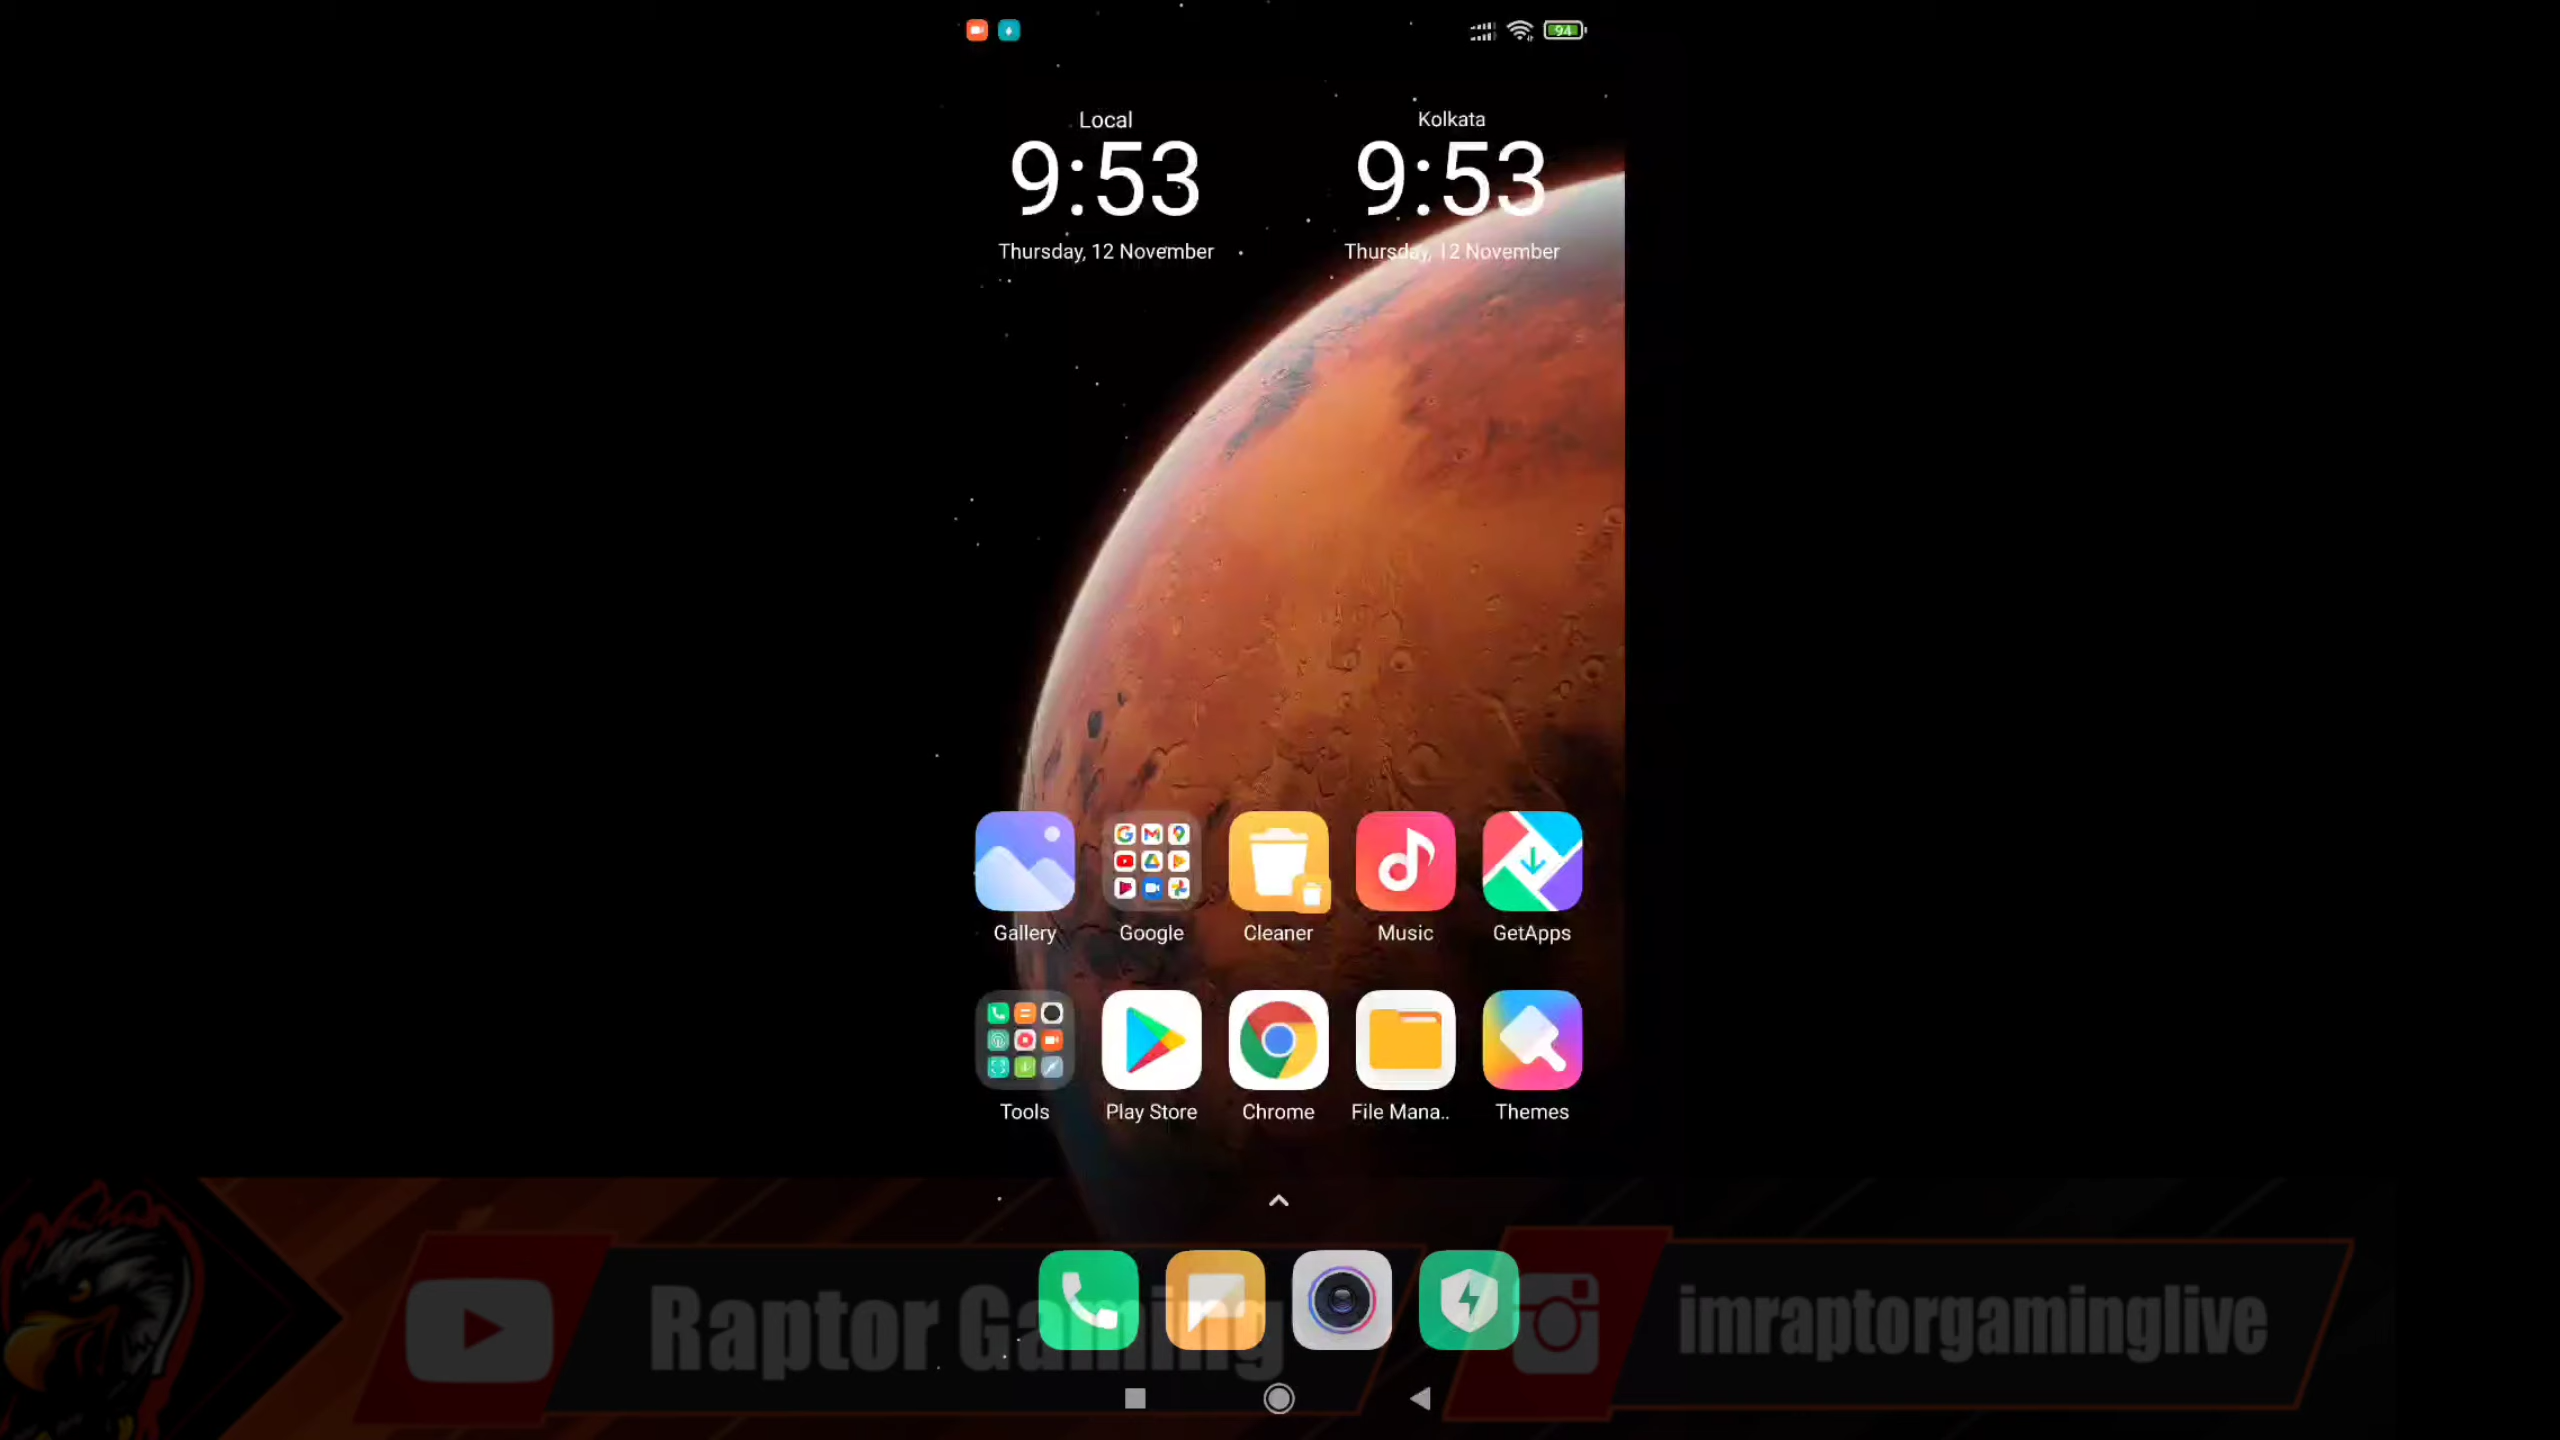 94
Local
Kolkata
9:53
9:53
Thursday, 12 November
Thursday, 12 November
Gallery
Google
Cleaner
Music
GetApps
Tools
Play Store
Chrome
File Mana..
Themes
Raptor Gaming
imraptorgaminglive